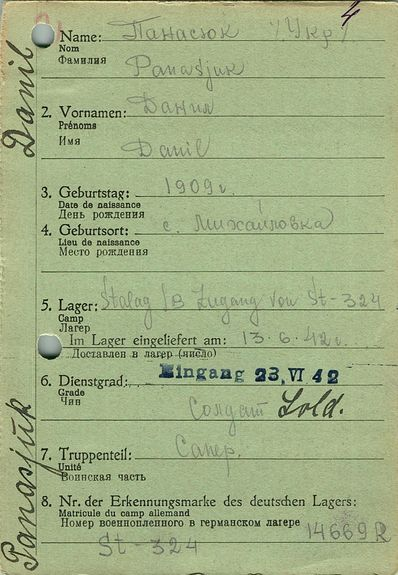 4
1. Name: Панасюк /Укр/
Nom
Фамилия
Panasjuk
2. Vornamen: Данил
Prénoms
Имя
Danil
3. Geburtstag: 1909 г.
Date de naissance
День рождения
4. Geburtsort: с. Михайловка
Lieu de naissance
Место рождения
5. Lager: Stalag IB Zugang von St-324
Camp
Лагерь
Im Lager eingeliefert am: 13.6.42 г.
Доставлен в лагерь (число)
Eingang 23. VI 42
6. Dienstgrad:
Grade
Чин
Солдат Sold.
7. Truppenteil: Сапер.
Unité
Воинская часть
8. Nr. der Erkennungsmarke des deutschen Lagers:
Matricule du camp allemand
Номер военнопленного в германском лагере
14669 R
St-324
Panasjuk Danil